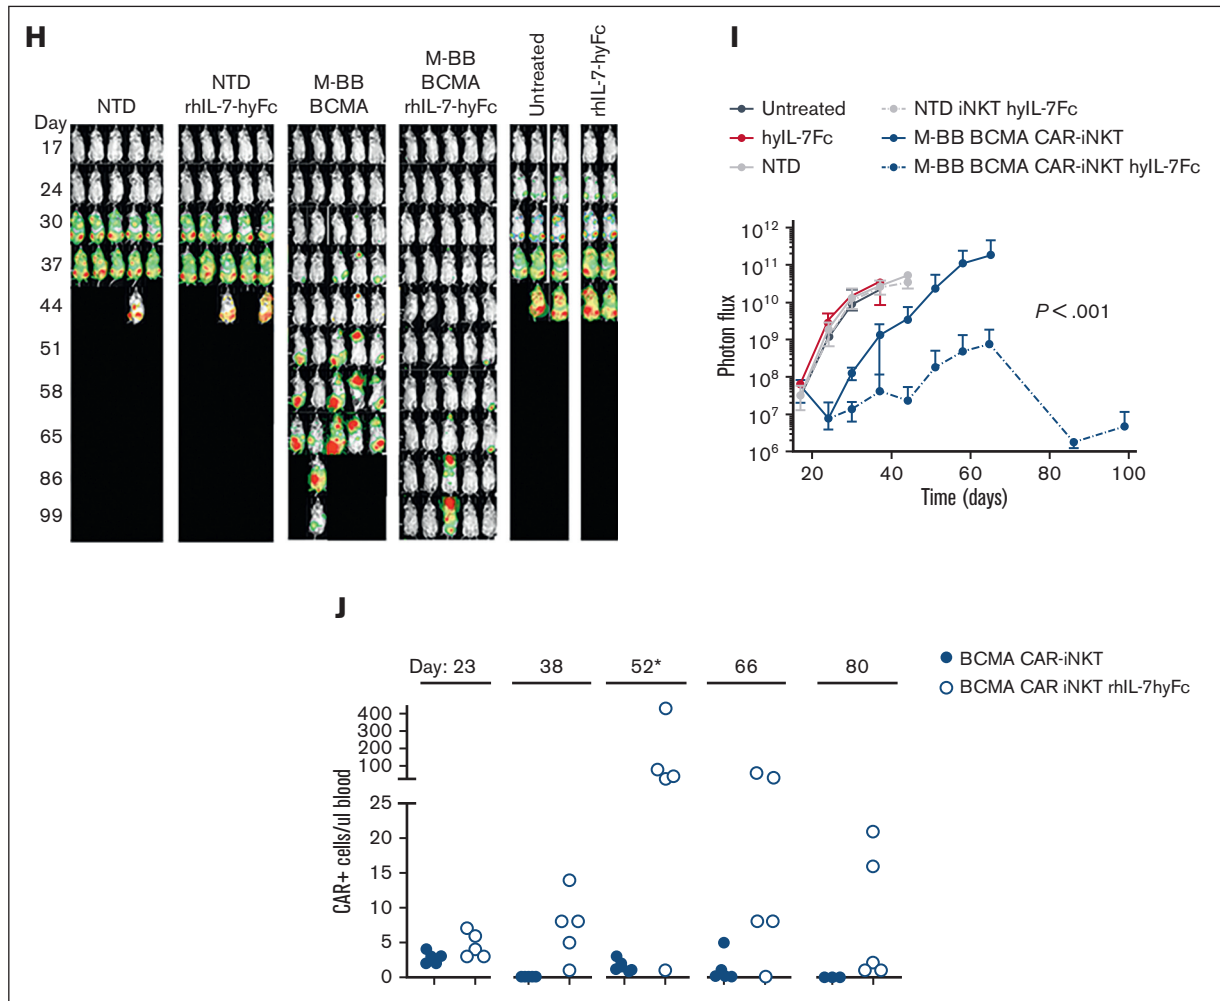 H
NTD
NTD
rhIL-7-hyFc
M-BB
BCMA
M-BB
BCMA
rhIL-7-hyFc
Untreated
rhIL-7-hyFc
Day
17
24
30
37
44
51
58
65
86
99
I
Untreated
hyIL-7Fc
NTD
NTD iNKT hyIL-7Fc
M-BB BCMA CAR-iNKT
M-BB BCMA CAR-iNKT hyIL-7Fc
Photon flux
10¹²
10¹¹
10¹⁰
10⁹
10⁸
10⁷
10⁶
P < .001
20 40 60 80 100
Time (days)
J
Day: 23 38 52* 66 80
BCMA CAR-iNKT
BCMA CAR iNKT rhIL-7hyFc
CAR+ cells/ul blood
400
300
200
100
25
20
15
10
5
0